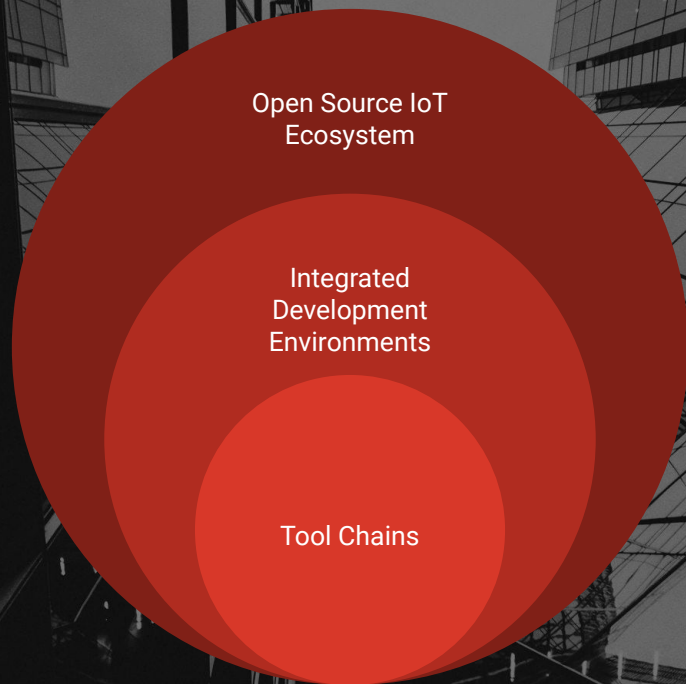 Open Source IoT
Ecosystem
Integrated
Development
Environments
Tool Chains